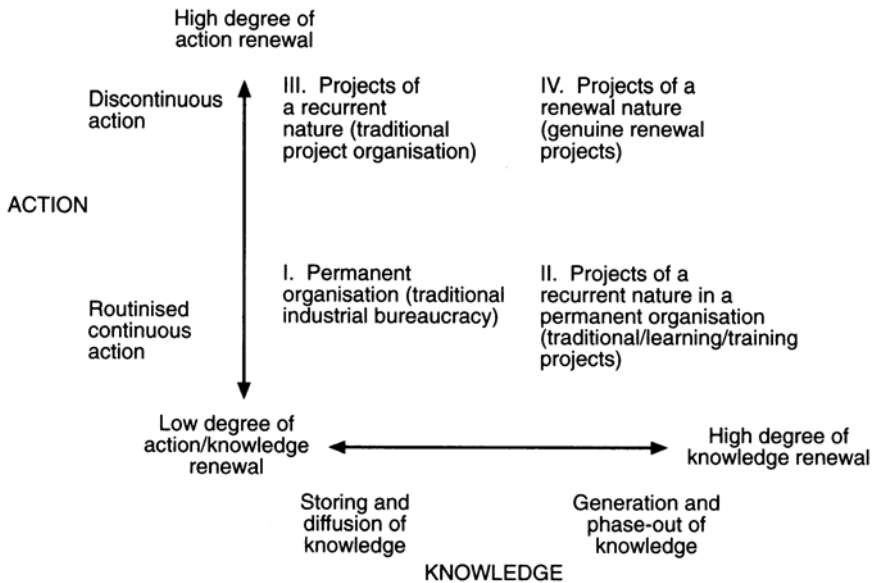 High degree of
action renewal
Discontinuous
action
III. Projects of
a recurrent
nature (traditional
project organisation)
IV. Projects of a
renewal nature
(genuine renewal
projects)
ACTION
Routinised
continuous
action
I. Permanent
organisation (traditional
industrial bureaucracy)
II. Projects of a
recurrent nature in a
permanent organisation
(traditional/learning/training
projects)
Low degree of
action/knowledge
renewal
High degree of
knowledge renewal
Storing and
diffusion of
knowledge
Generation and
phase-out of
knowledge
KNOWLEDGE